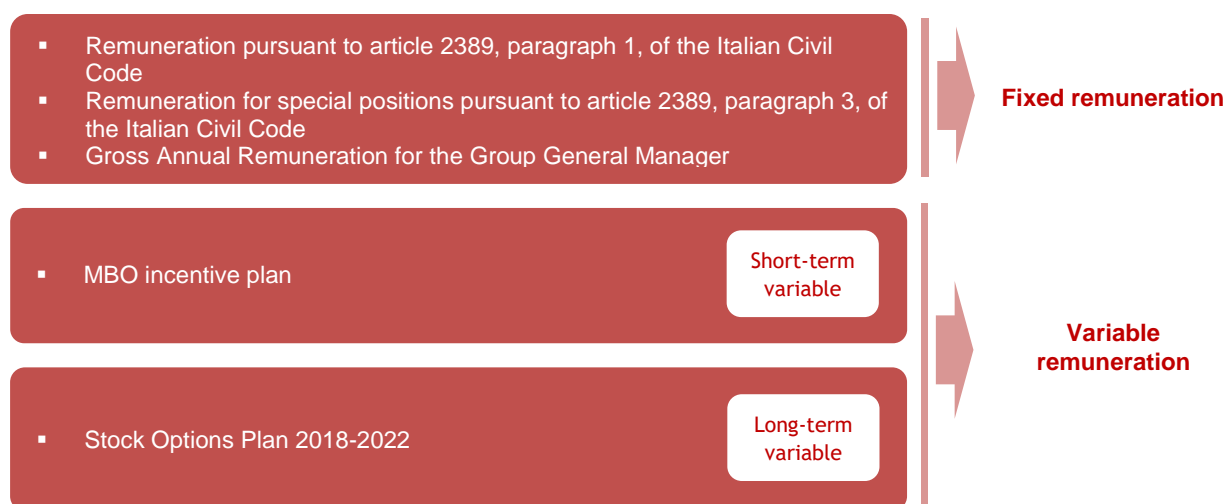 ▪ Remuneration pursuant to article 2389, paragraph 1, of the Italian Civil
Code
▪ Remuneration for special positions pursuant to article 2389, paragraph 3, of
the Italian Civil Code
▪ Gross Annual Remuneration for the Group General Manager
Fixed remuneration
▪ MBO incentive plan
Short-term
variable
Variable
remuneration
▪ Stock Options Plan 2018-2022
Long-term
variable